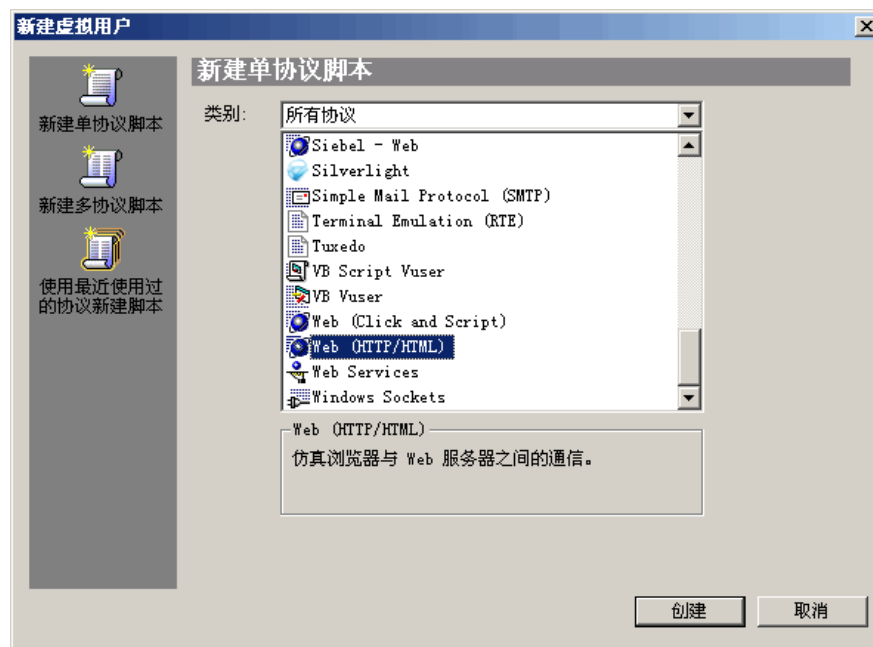 新建虚拟用户
新建单协议脚本
新建多协议脚本
使用最近使用过
的协议新建脚本
新建单协议脚本
类别:
所有协议
Siebel - Web
Silverlight
Simple Mail Protocol (SMTP)
Terminal Emulation (RTE)
Tuxedo
VB Script Vuser
VB Vuser
Web (Click and Script)
Web (HTTP/HTML)
Web Services
Windows Sockets
Web (HTTP/HTML)
仿真浏览器与 Web 服务器之间的通信。
创建
取消